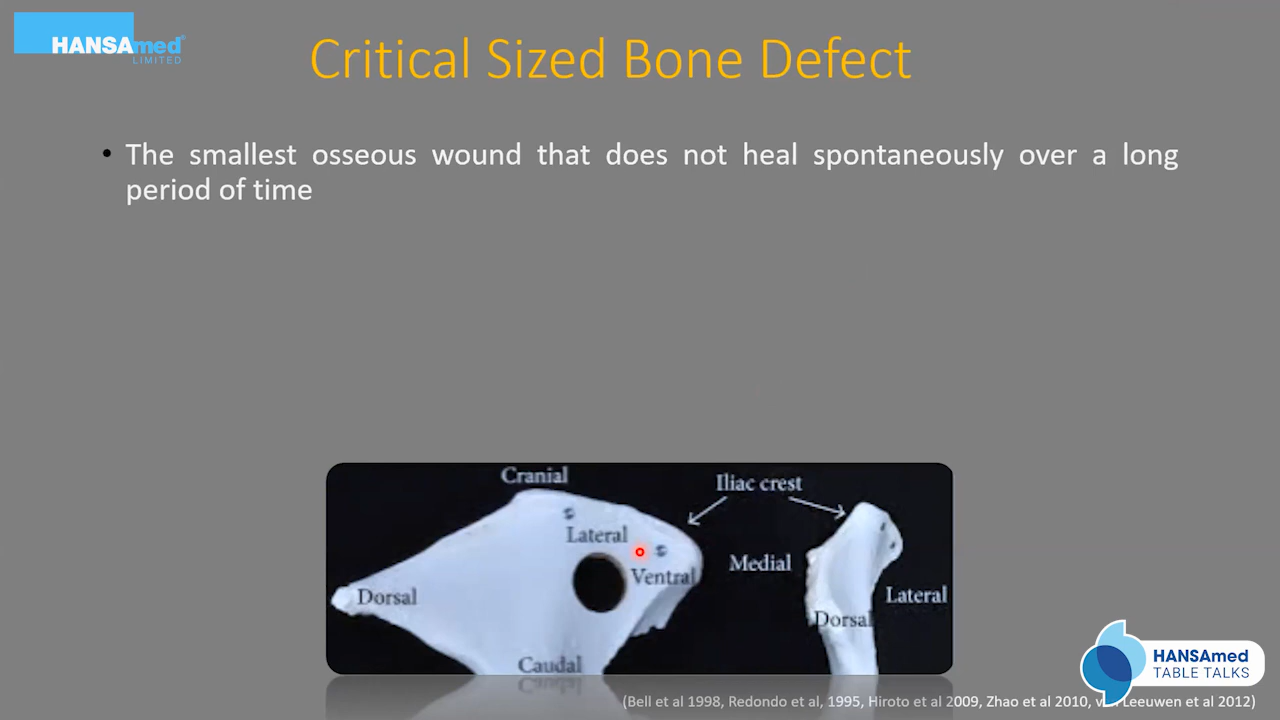 HANSAmed®
LIMITED
Critical Sized Bone Defect
• The smallest osseous wound that does not heal spontaneously over a long
period of time
Cranial
Iliac crest
Lateral
Medial
Ventral
Dorsal
Lateral
Dorsal
Caudal
HANSAmed
TABLE TALKS
(Bell et al 1998, Redondo et al, 1995, Hiroto et al 2009, Zhao et al 2010, Leeuwen et al 2012)